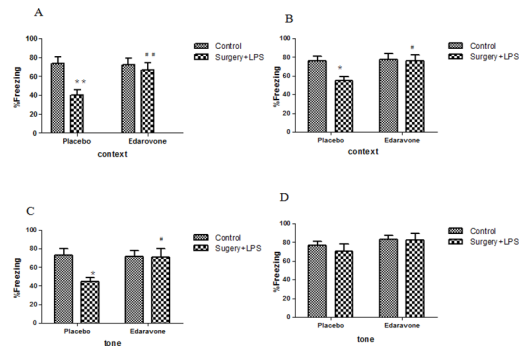 A
%Freezing
100
80
60
40
20
0
**
**
Control
Surgery+LPS
Placebo
Edaravone
context
B
%Freezing
100
80
60
40
20
0
*
#
Control
Surgery+LPS
Placebo
Edaravone
context
C
%Freezing
100
80
60
40
20
0
*
*
Control
Sugery+LPS
Placebo
Edaravone
tone
D
%Freezing
100
80
60
40
20
0
Control
Surgery+LPS
Placebo
Edaravone
tone